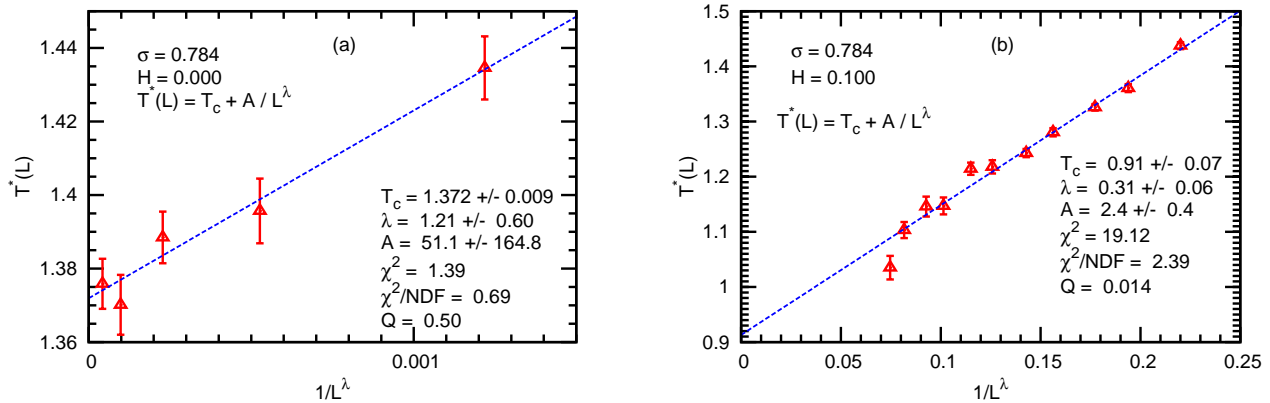 (a)
σ = 0.784
H = 0.000
T*(L) = T_c + A / L^λ
T_c = 1.372 +/- 0.009
λ = 1.21 +/- 0.60
A = 51.1 +/- 164.8
χ² = 1.39
χ²/NDF = 0.69
Q = 0.50
T*(L)
1.44
1.42
1.4
1.38
1.36
0
0.001
1/L^λ
(b)
σ = 0.784
H = 0.100
T*(L) = T_c + A / L^λ
T_c = 0.91 +/- 0.07
λ = 0.31 +/- 0.06
A = 2.4 +/- 0.4
χ² = 19.12
χ²/NDF = 2.39
Q = 0.014
T*(L)
1.5
1.4
1.3
1.2
1.1
1
0.9
0
0.05
0.1
0.15
0.2
0.25
1/L^λ